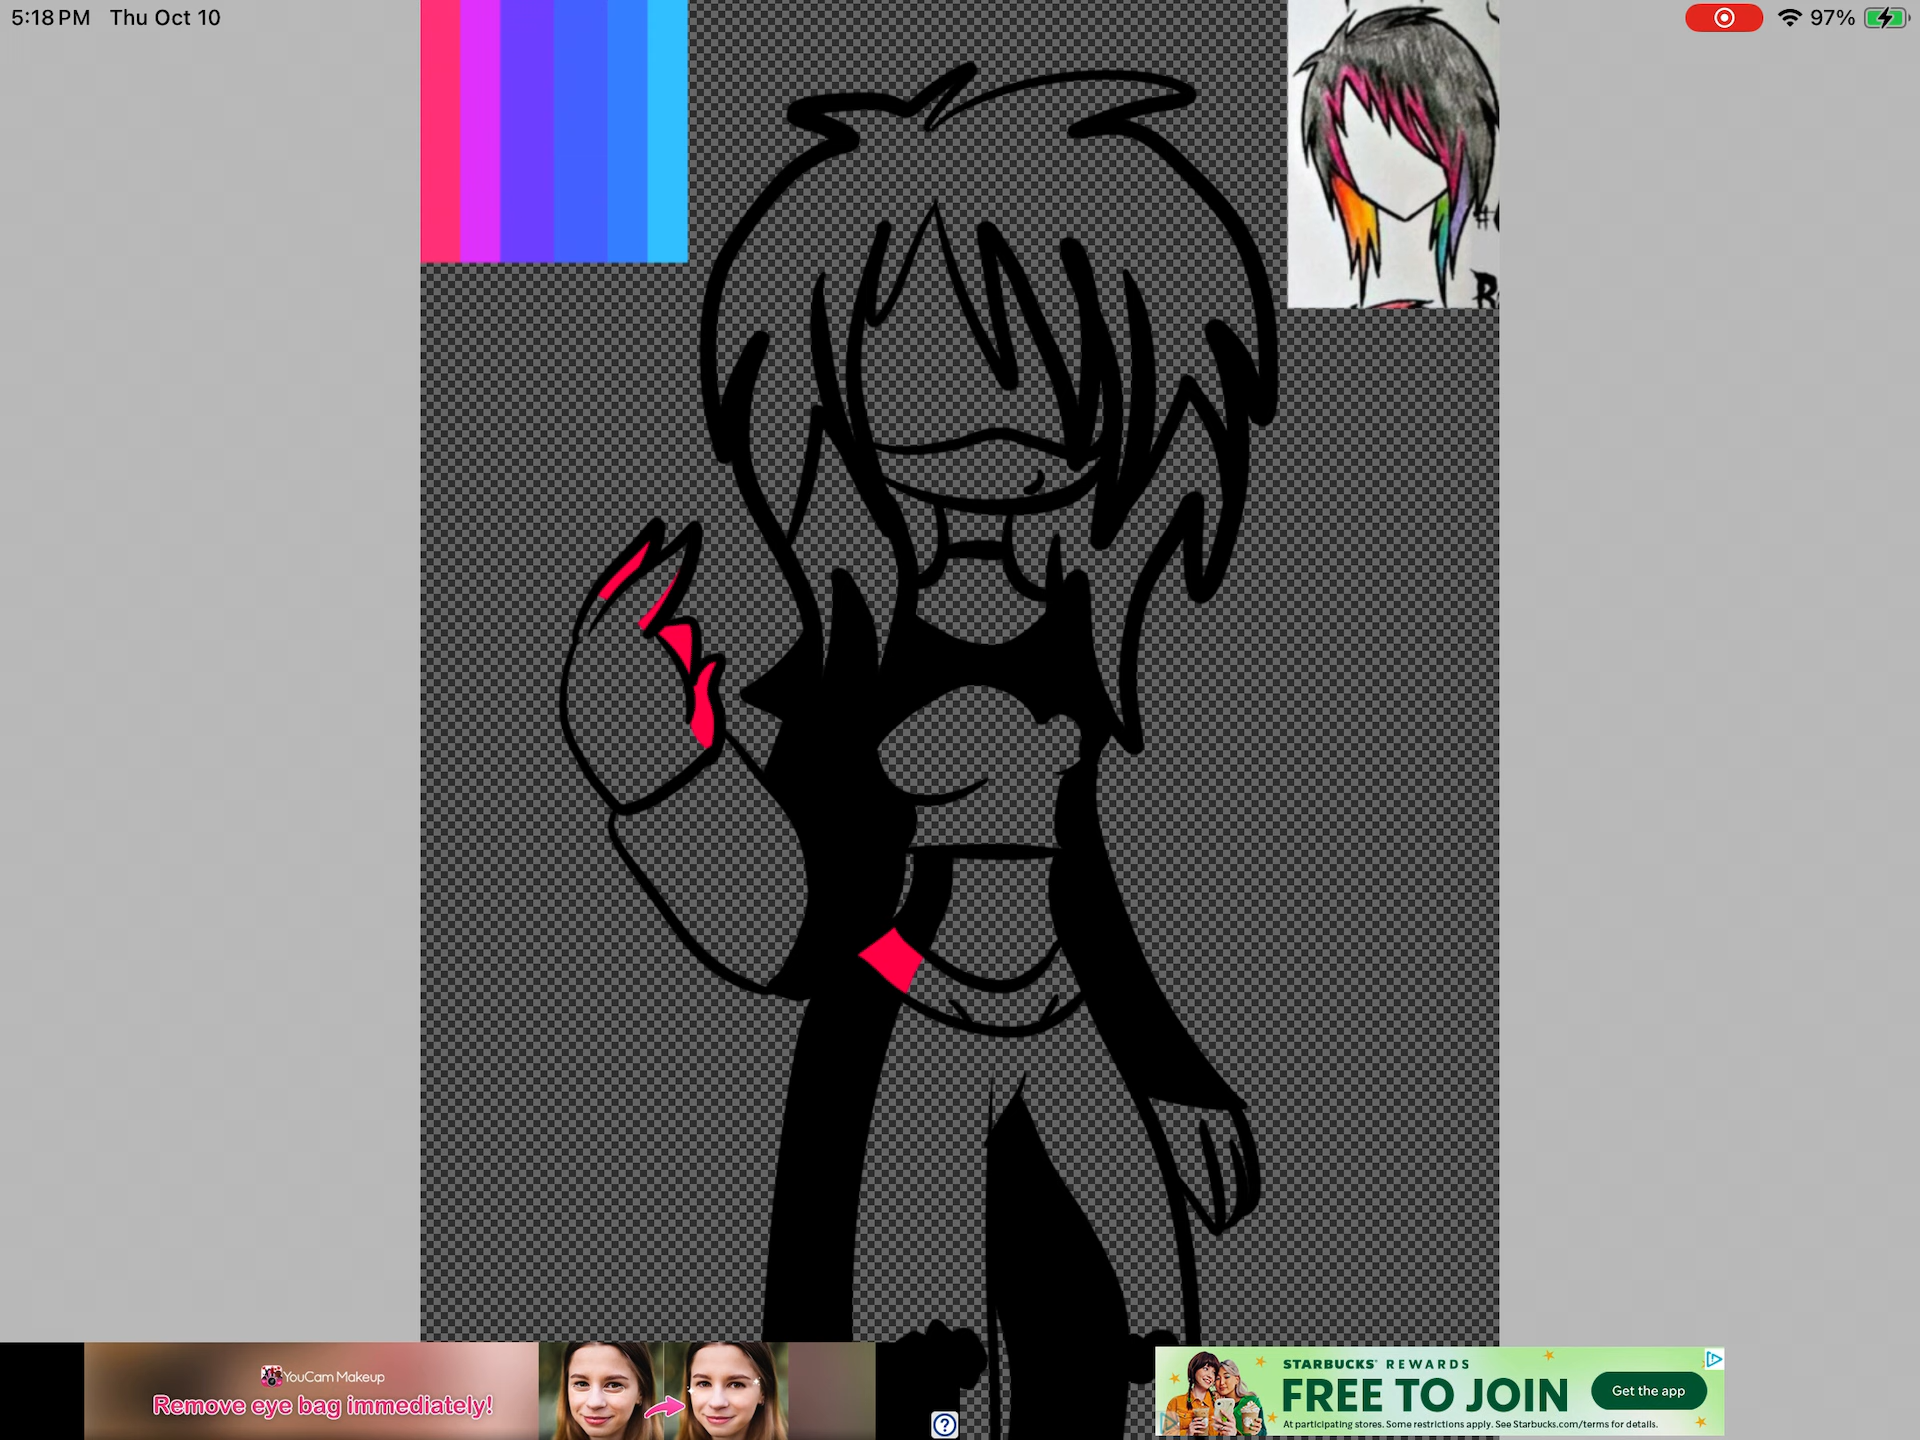 5:18 PM Thu Oct 10
97%
#
B
YouCam Makeup
Remove eye bag immediately!
?
STARBUCKS® REWARDS
FREE TO JOIN
Get the app
At participating stores. Some restrictions apply. See Starbucks.com/terms for details.